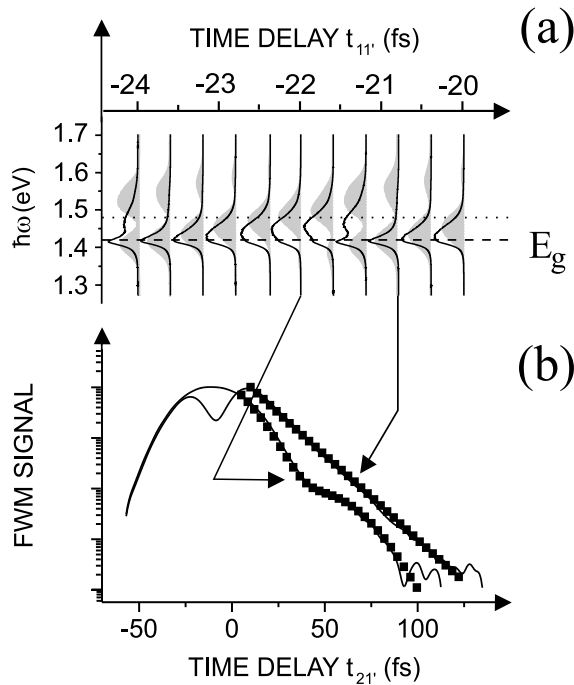 (a)
TIME DELAY t₁₁' (fs)
-24 -23 -22 -21 -20
1.7
1.6
1.5
1.4
1.3
ħω (eV)
E_g
(b)
FWM SIGNAL
-50 0 50 100
TIME DELAY t₂₁' (fs)